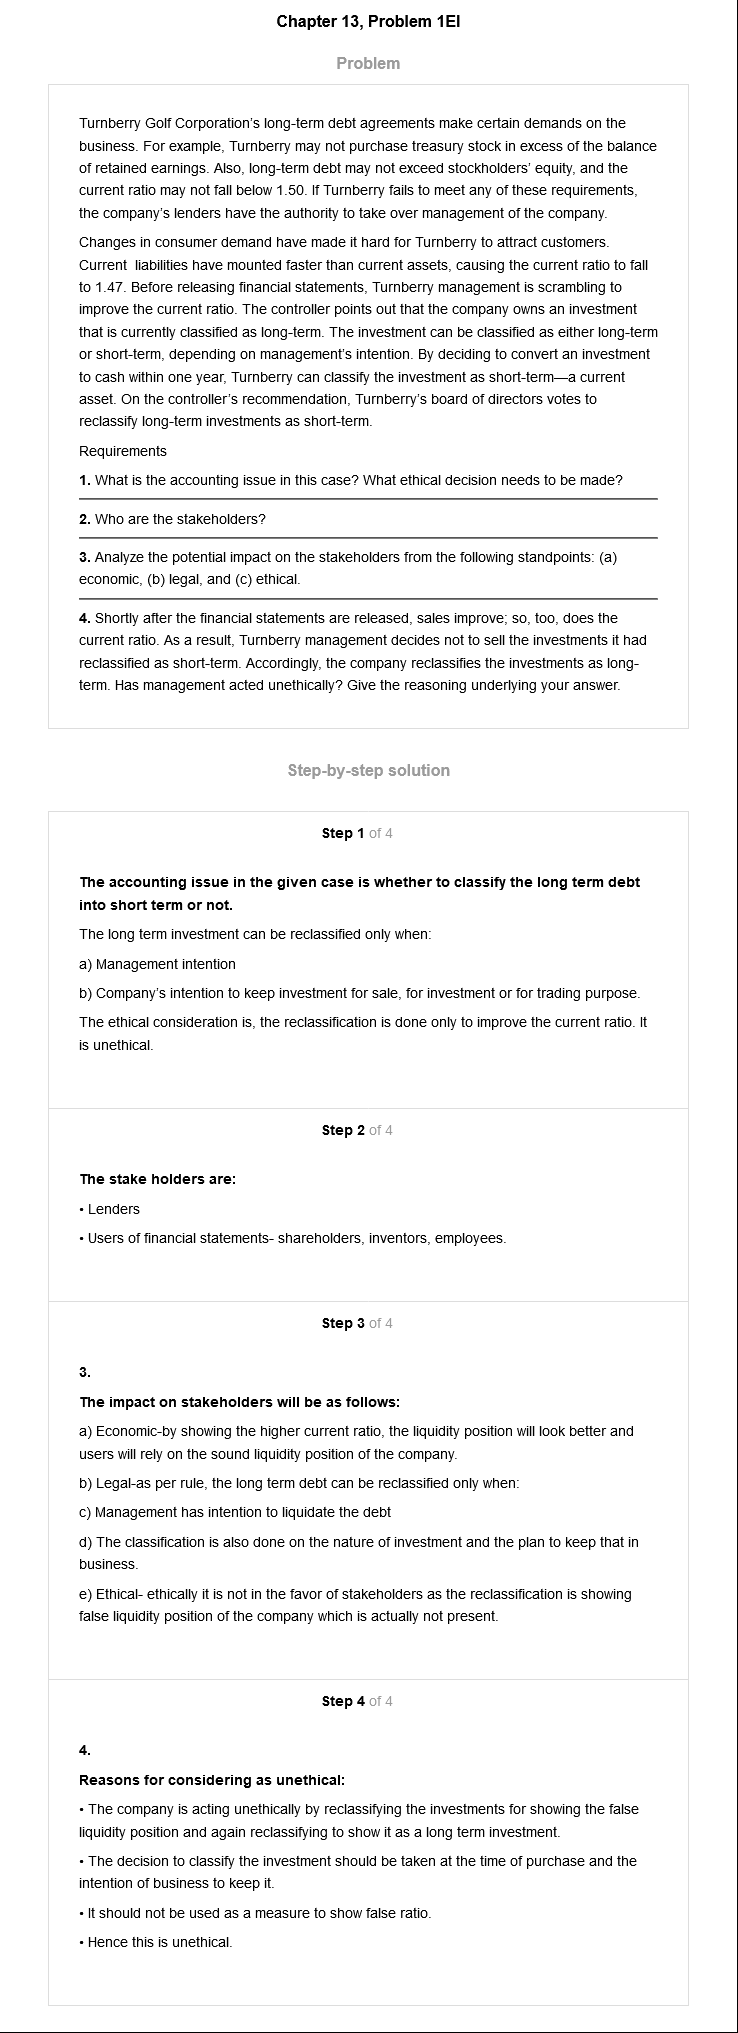 Chapter 13, Problem 1EI
Problem
Turnberry Golf Corporation's long-term debt agreements make certain demands on the
business. For example, Turnberry may not purchase treasury stock in excess of the balance
of retained earnings. Also, long-term debt may not exceed stockholders' equity, and the
current ratio may not fall below 1.50. If Turnberry fails to meet any of these requirements,
the company's lenders have the authority to take over management of the company.
Changes in consumer demand have made it hard for Turnberry to attract customers.
Current liabilities have mounted faster than current assets, causing the current ratio to fall
to 1.47. Before releasing financial statements, Turnberry management is scrambling to
improve the current ratio. The controller points out that the company owns an investment
that is currently classified as long-term. The investment can be classified as either long-term
or short-term, depending on management's intention. By deciding to convert an investment
to cash within one year, Turnberry can classify the investment as short-term—a current
asset. On the controller's recommendation, Turnberry's board of directors votes to
reclassify long-term investments as short-term.
Requirements
1. What is the accounting issue in this case? What ethical decision needs to be made?
2. Who are the stakeholders?
3. Analyze the potential impact on the stakeholders from the following standpoints: (a)
economic, (b) legal, and (c) ethical.
4. Shortly after the financial statements are released, sales improve; so, too, does the
current ratio. As a result, Turnberry management decides not to sell the investments it had
reclassified as short-term. Accordingly, the company reclassifies the investments as long-
term. Has management acted unethically? Give the reasoning underlying your answer.
Step-by-step solution
Step 1 of 4
The accounting issue in the given case is whether to classify the long term debt
into short term or not.
The long term investment can be reclassified only when:
a) Management intention
b) Company's intention to keep investment for sale, for investment or for trading purpose.
The ethical consideration is, the reclassification is done only to improve the current ratio. It
is unethical.
Step 2 of 4
The stake holders are:
• Lenders
• Users of financial statements- shareholders, inventors, employees.
Step 3 of 4
3.
The impact on stakeholders will be as follows:
a) Economic-by showing the higher current ratio, the liquidity position will look better and
users will rely on the sound liquidity position of the company.
b) Legal-as per rule, the long term debt can be reclassified only when:
c) Management has intention to liquidate the debt
d) The classification is also done on the nature of investment and the plan to keep that in
business.
e) Ethical- ethically it is not in the favor of stakeholders as the reclassification is showing
false liquidity position of the company which is actually not present.
Step 4 of 4
4.
Reasons for considering as unethical:
• The company is acting unethically by reclassifying the investments for showing the false
liquidity position and again reclassifying to show it as a long term investment.
• The decision to classify the investment should be taken at the time of purchase and the
intention of business to keep it.
• It should not be used as a measure to show false ratio.
• Hence this is unethical.